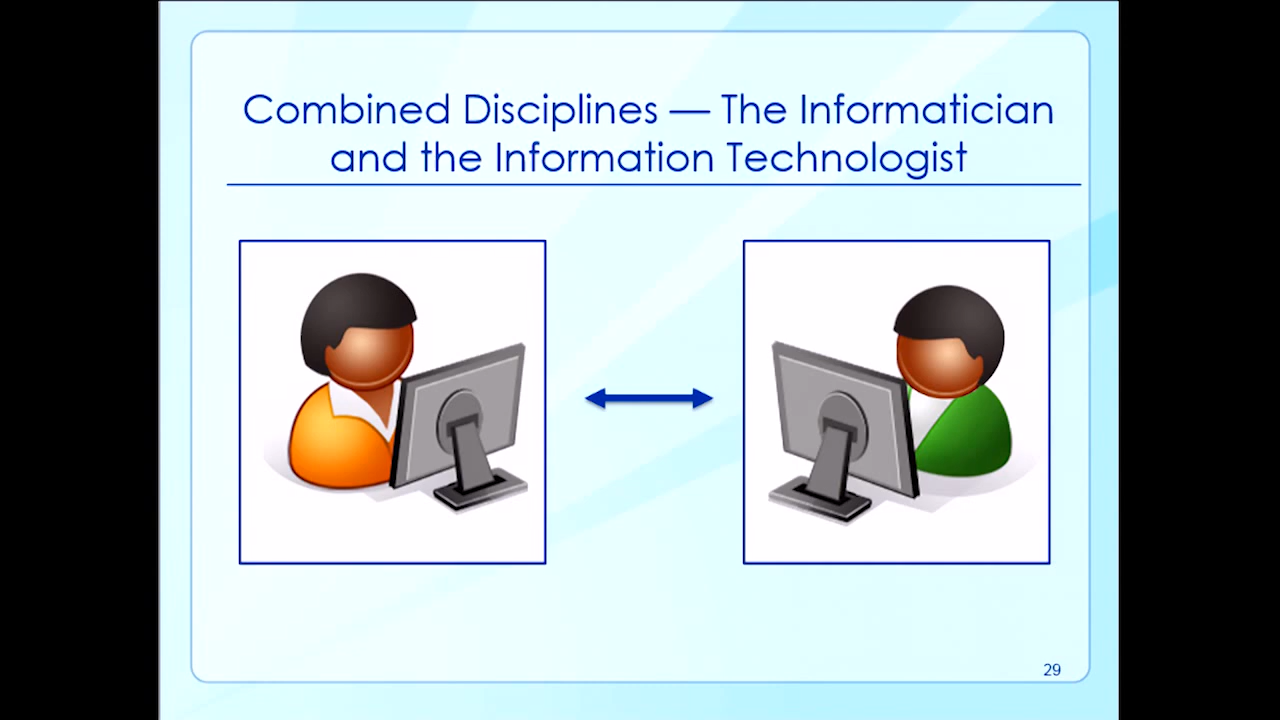 Combined Disciplines — The Informatician
and the Information Technologist
29